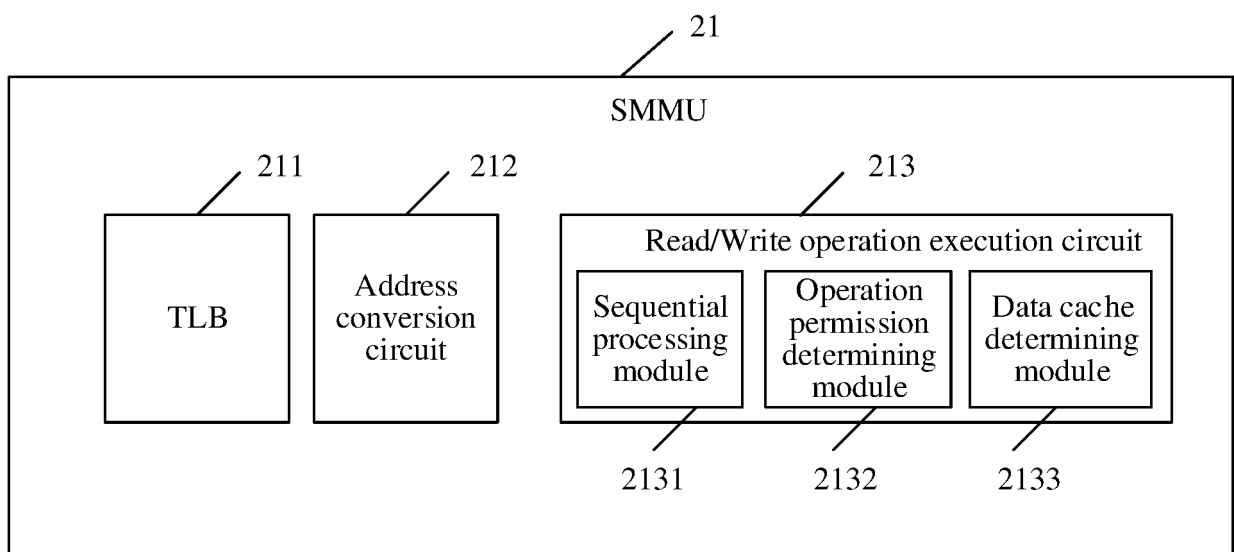 21
SMMU
211
212
213
TLB
Address
conversion
circuit
Read/Write operation execution circuit
Sequential
processing
module
Operation
permission
determining
module
Data cache
determining
module
2131
2132
2133